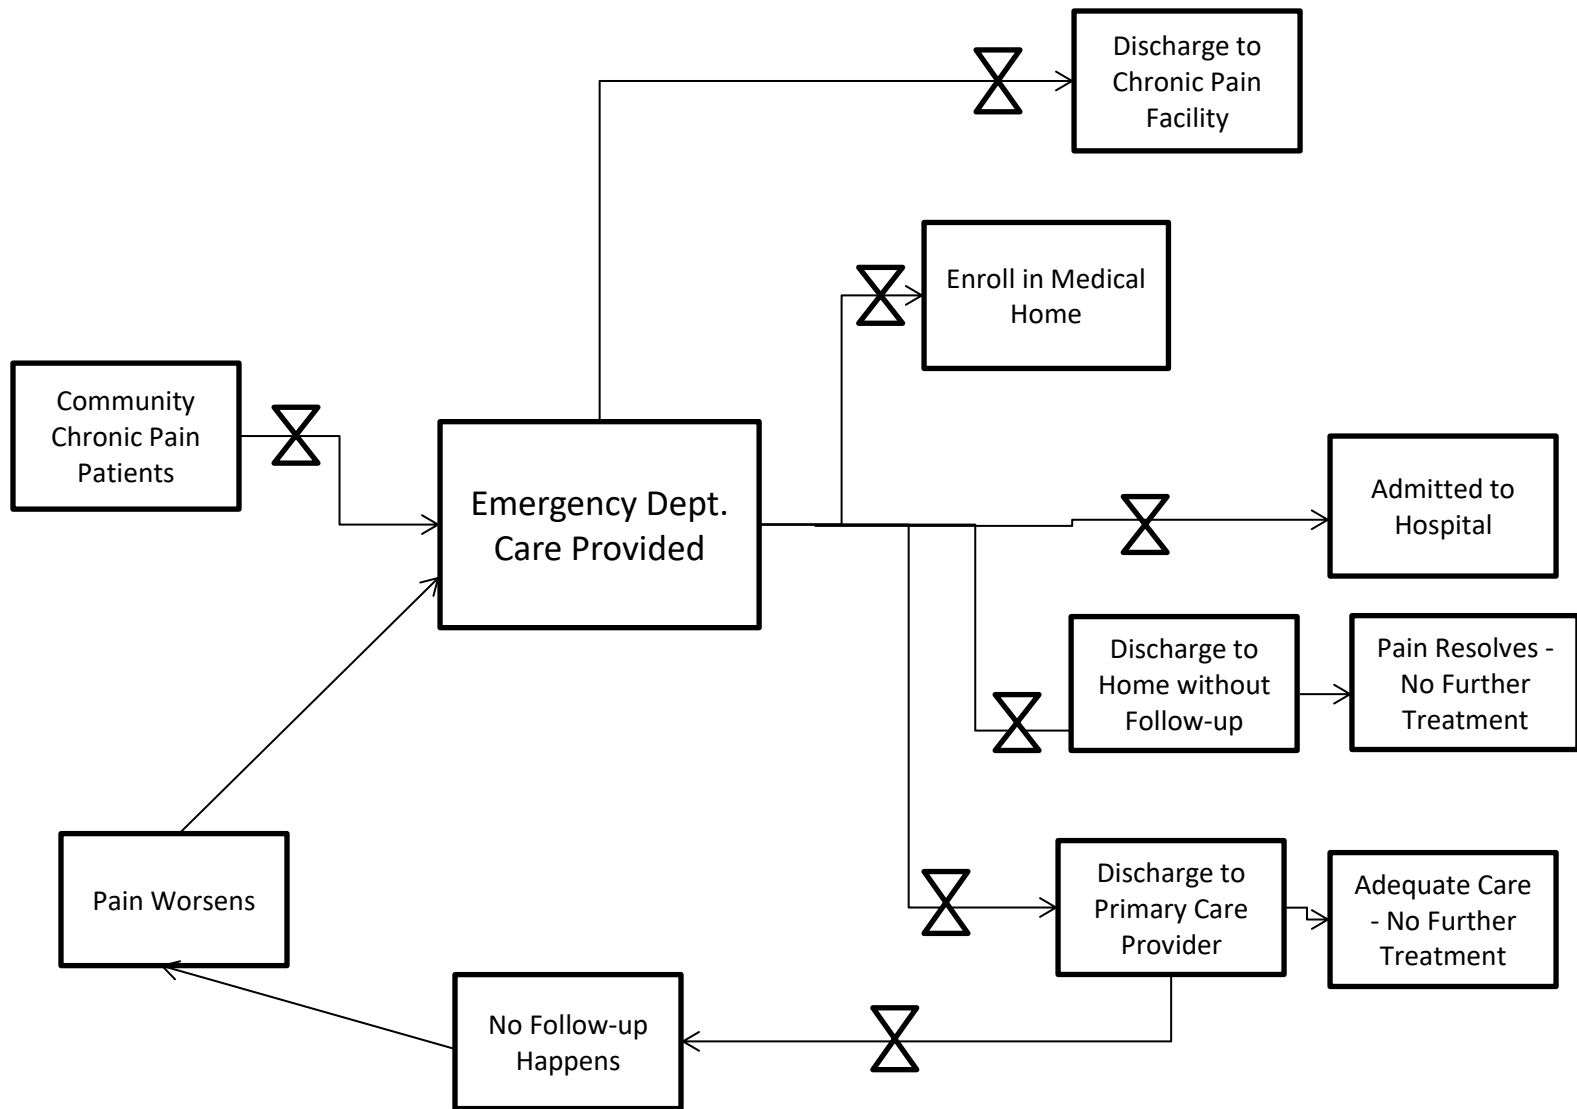 Discharge to
Chronic Pain
Facility
Enroll in Medical
Home
Community
Chronic Pain
Patients
Emergency Dept.
Care Provided
Admitted to
Hospital
Discharge to
Home without
Follow-up
Pain Resolves -
No Further
Treatment
Pain Worsens
Discharge to
Primary Care
Provider
Adequate Care
- No Further
Treatment
No Follow-up
Happens